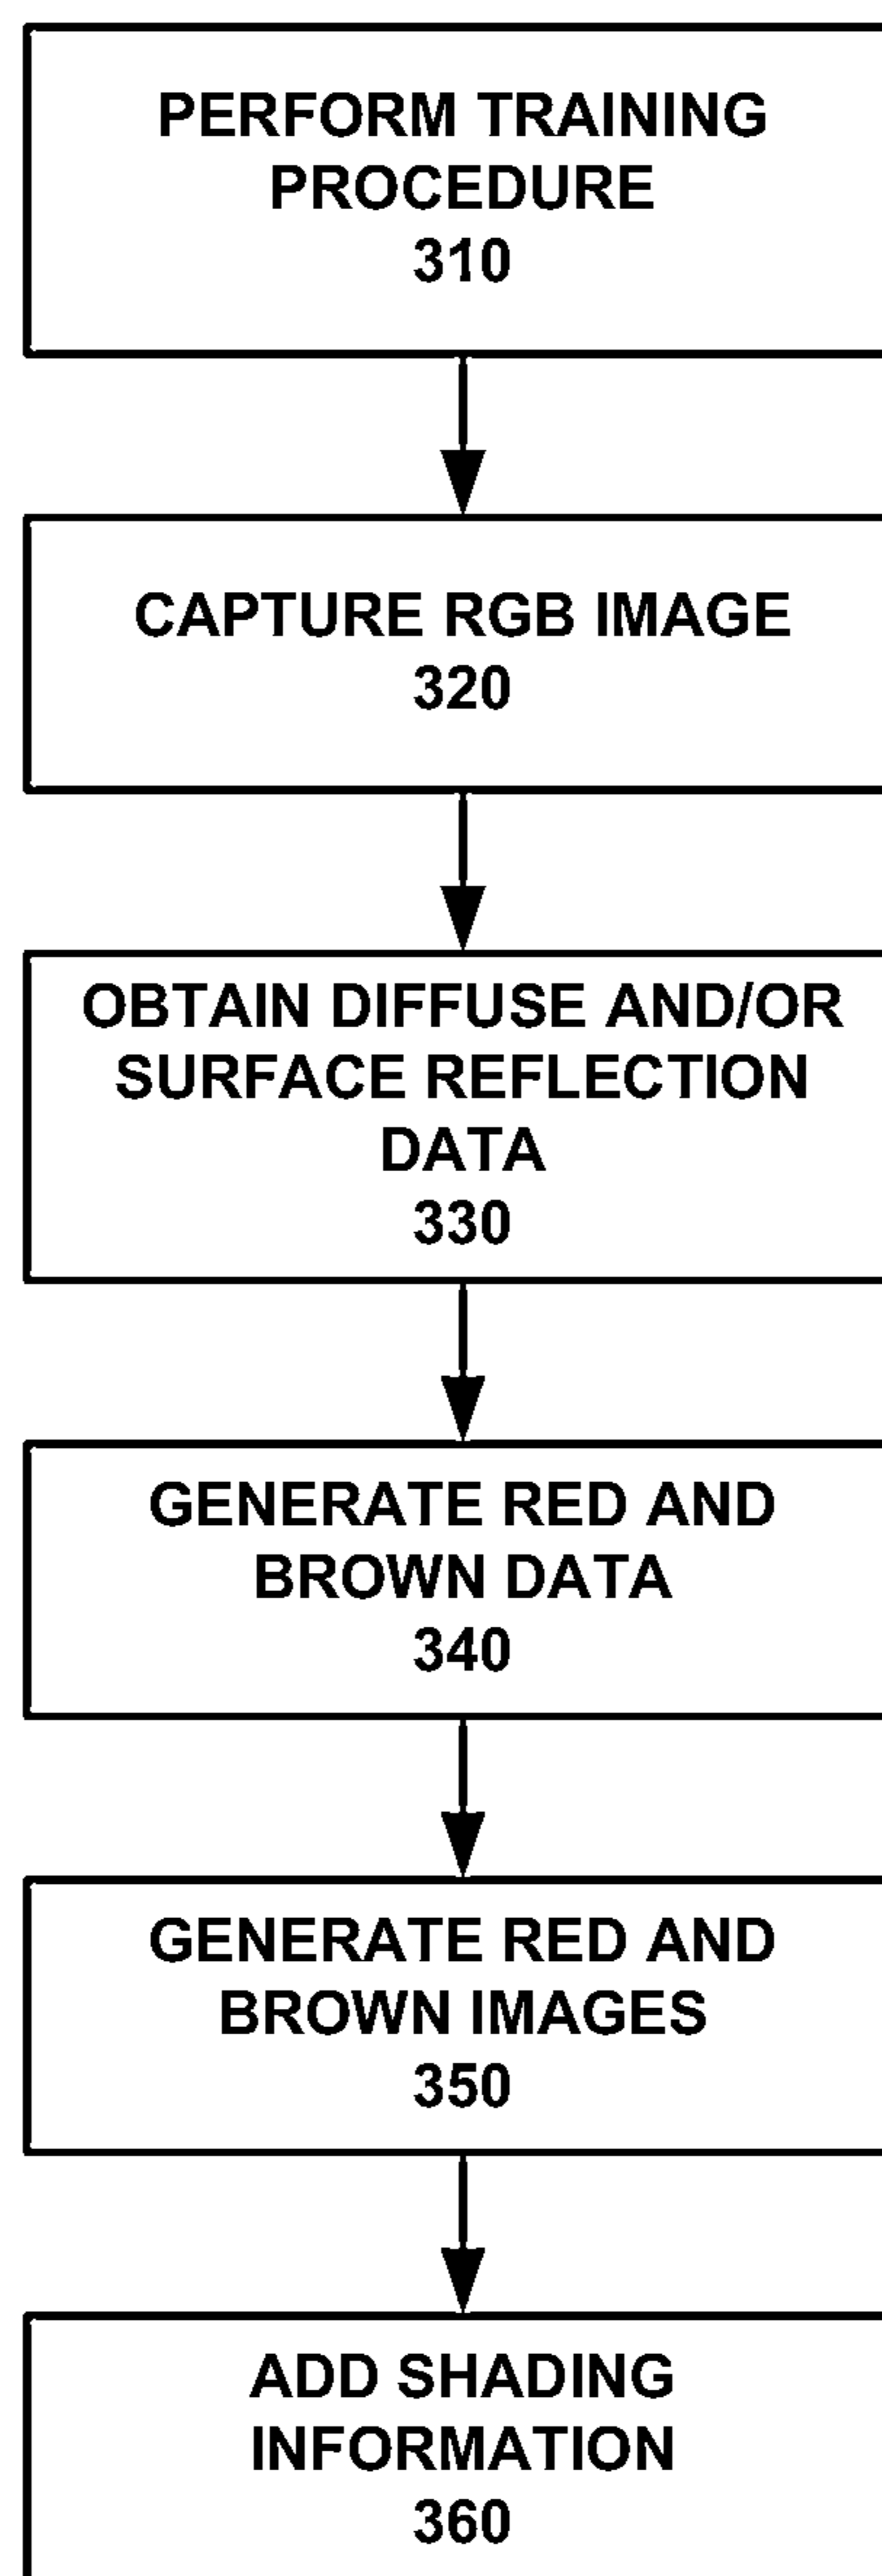 PERFORM TRAINING
PROCEDURE
310
CAPTURE RGB IMAGE
320
OBTAIN DIFFUSE AND/OR
SURFACE REFLECTION
DATA
330
GENERATE RED AND
BROWN DATA
340
GENERATE RED AND
BROWN IMAGES
350
ADD SHADING
INFORMATION
360